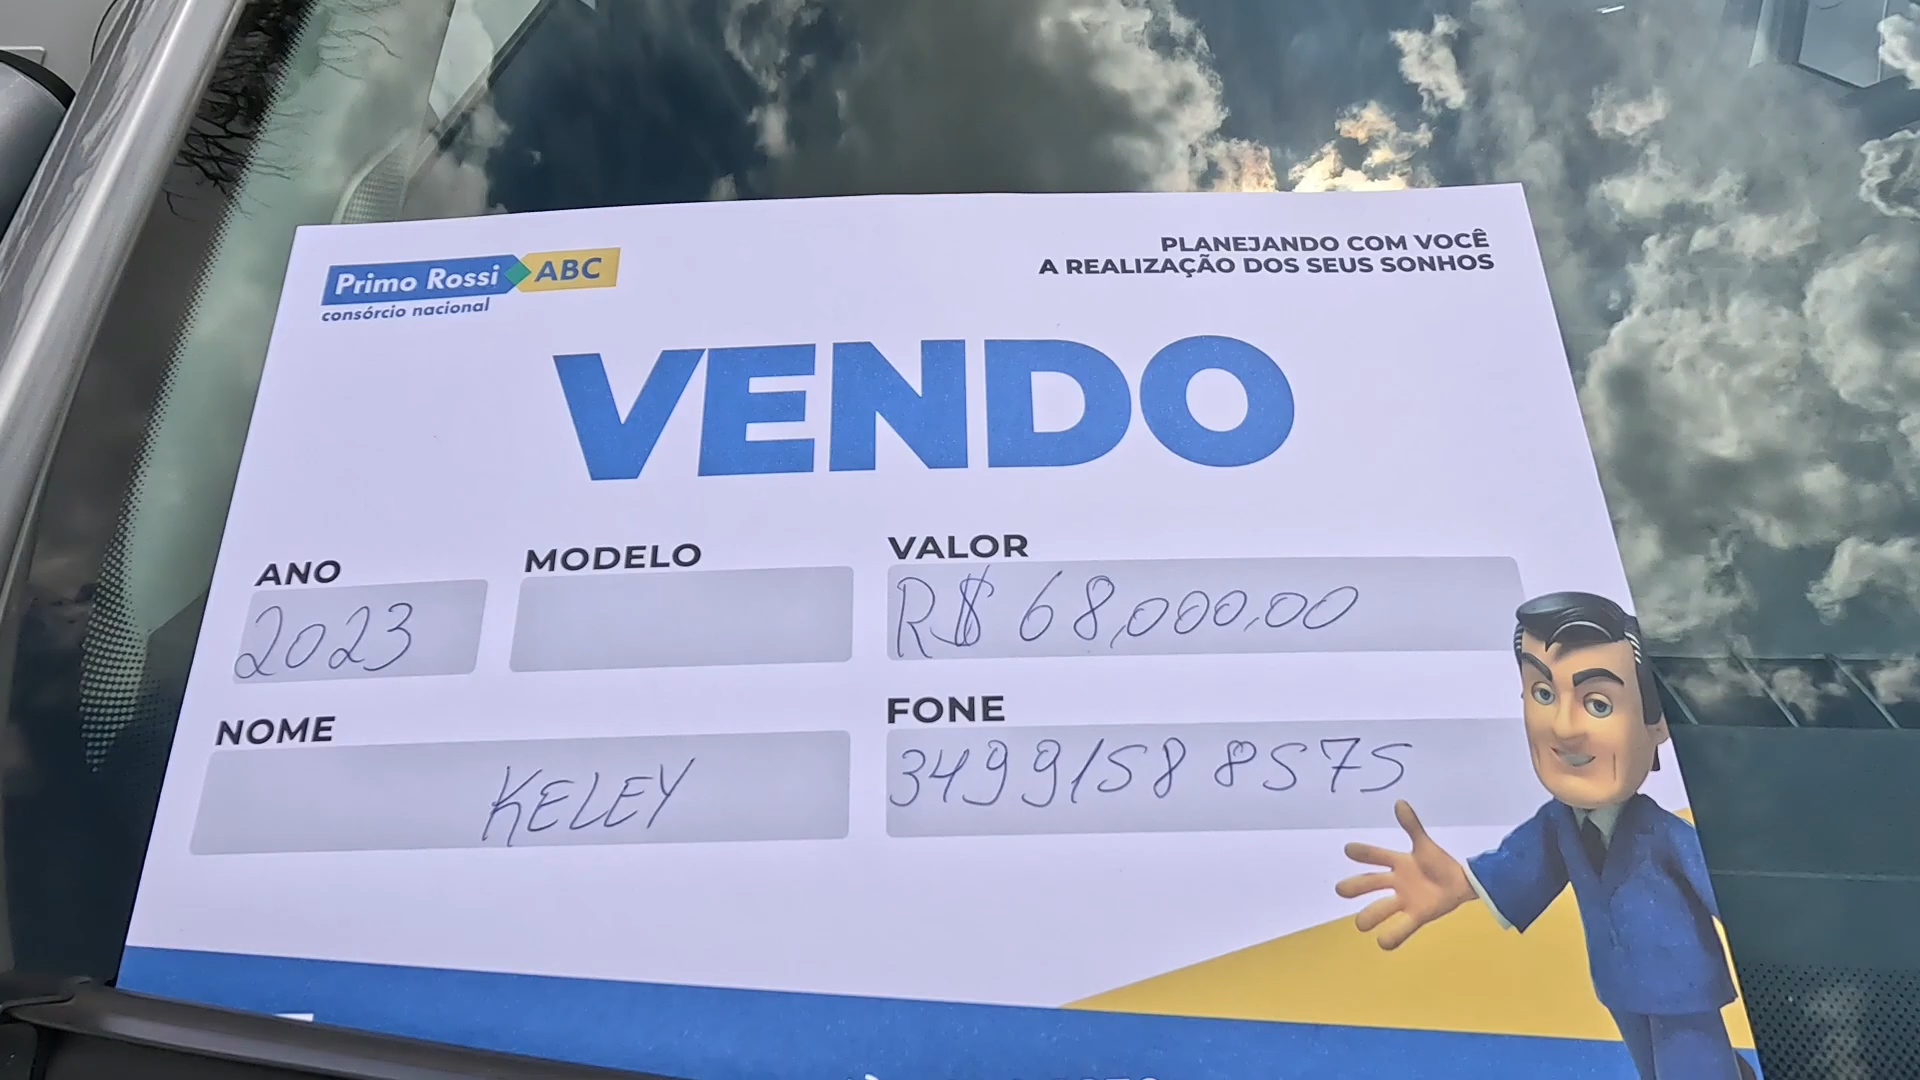 Primo Rossi ABC
consórcio nacional
PLANEJANDO COM VOCÊ
A REALIZAÇÃO DOS SEUS SONHOS
VENDO
ANO
2023
MODELO
VALOR
R$ 68,000,00
NOME
KELEY
FONE
34991588575